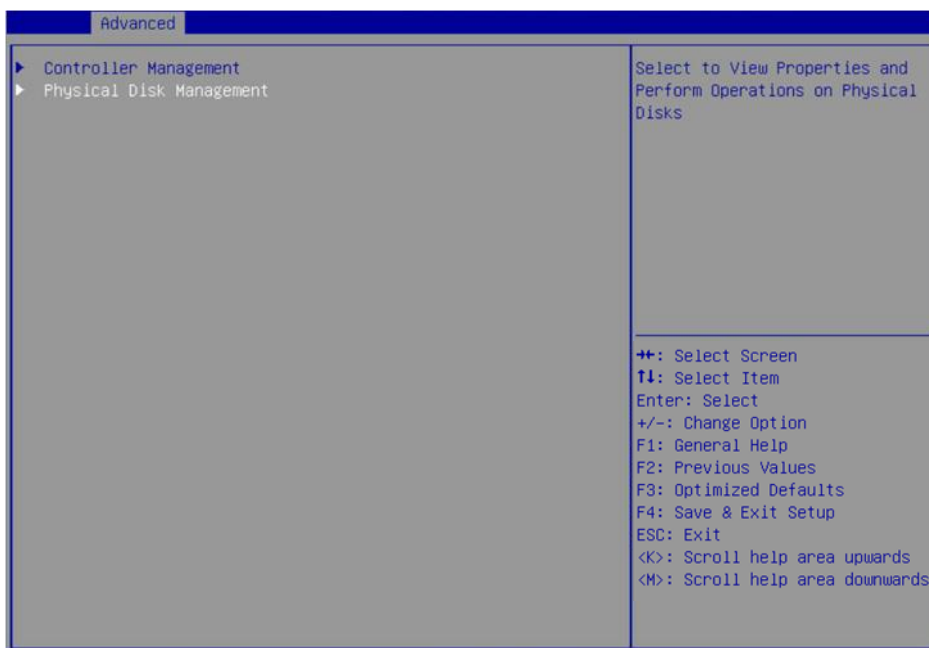 Advanced
Controller Management
Physical Disk Management
Select to View Properties and
Perform Operations on Physical
Disks
→←: Select Screen
↑↓: Select Item
Enter: Select
+/-: Change Option
F1: General Help
F2: Previous Values
F3: Optimized Defaults
F4: Save & Exit Setup
ESC: Exit
<K>: Scroll help area upwards
<M>: Scroll help area downwards